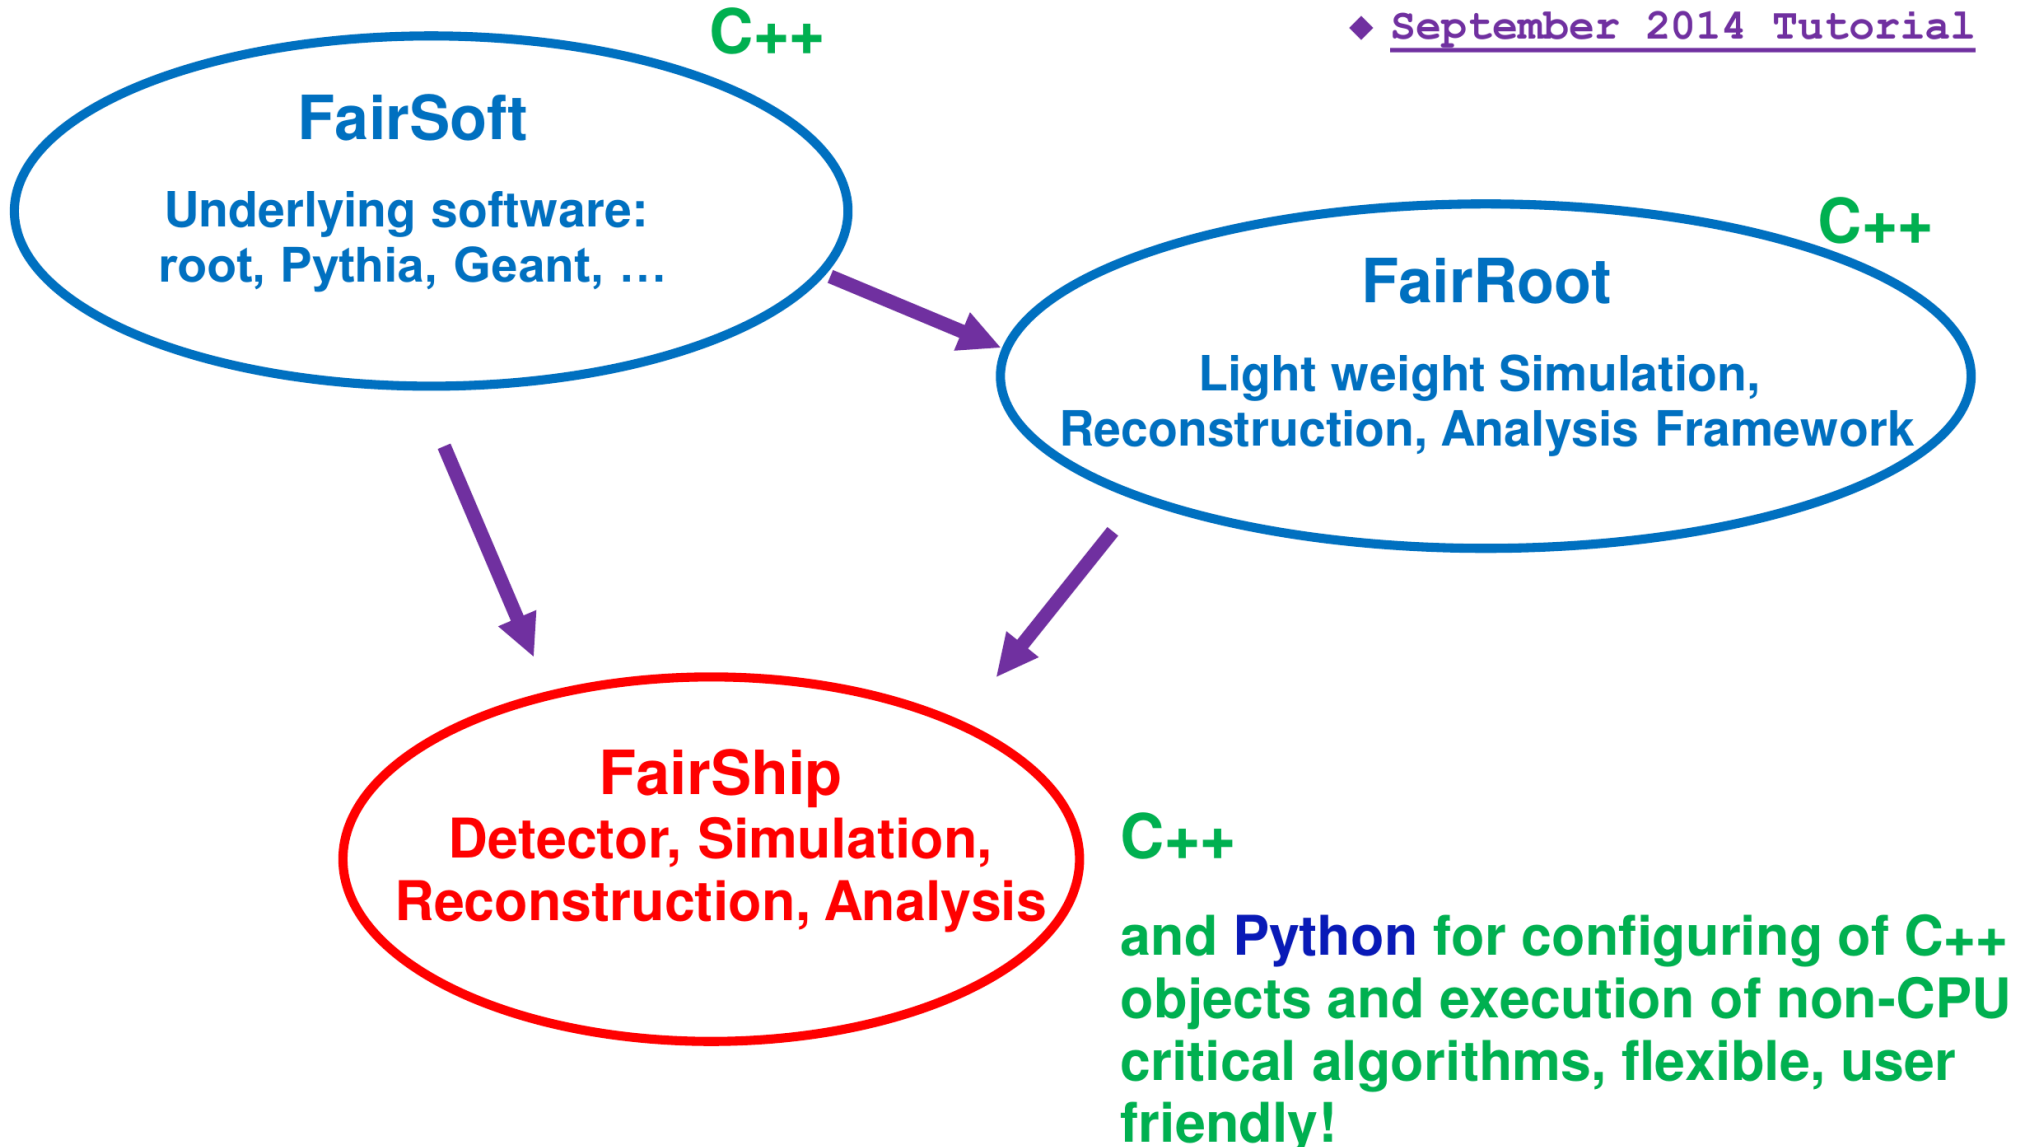 C++
◆ September 2014 Tutorial
FairSoft
Underlying software:
root, Pythia, Geant, …
C++
FairRoot
Light weight Simulation,
Reconstruction, Analysis Framework
FairShip
Detector, Simulation,
Reconstruction, Analysis
C++
and Python for configuring of C++
objects and execution of non-CPU
critical algorithms, flexible, user
friendly!